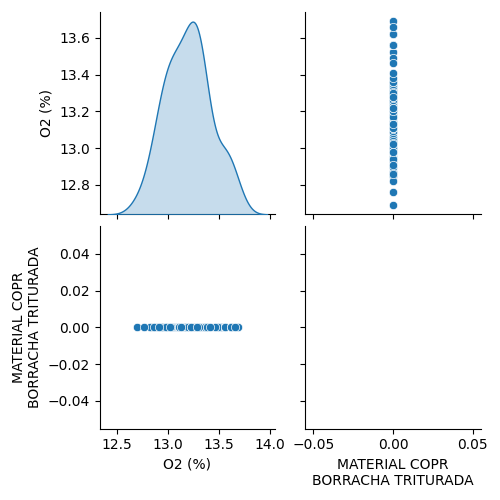 13.6
13.4
13.2
13.0
12.8
O2 (%)
0.04
0.02
0.00
−0.02
−0.04
MATERIAL COPR
BORRACHA TRITURADA
12.5 13.0 13.5 14.0
O2 (%)
−0.05 0.00 0.05
MATERIAL COPR
BORRACHA TRITURADA